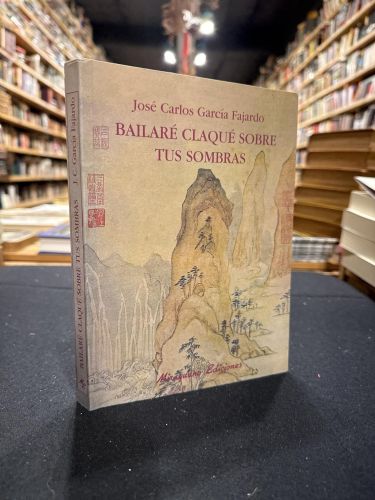 José Carlos García Fajardo
BAILARÉ CLAQUÉ SOBRE
TUS SOMBRAS
Miraguano Ediciones
BAILARÉ CLAQUÉ SOBRE TUS SOMBRAS J. C. García Fajardo